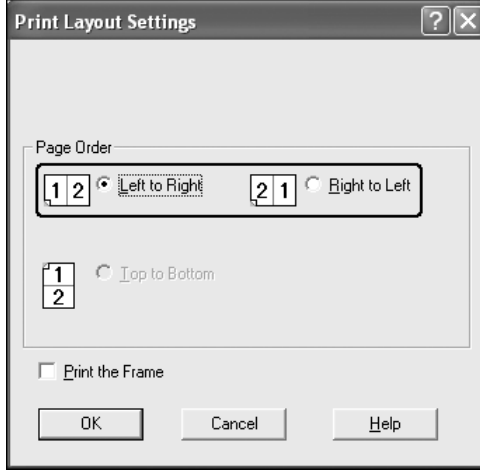 Print Layout Settings
Page Order
1 2 Left to Right 2 1 Right to Left
1
Top to Bottom
2
Print the Frame
OK Cancel Help